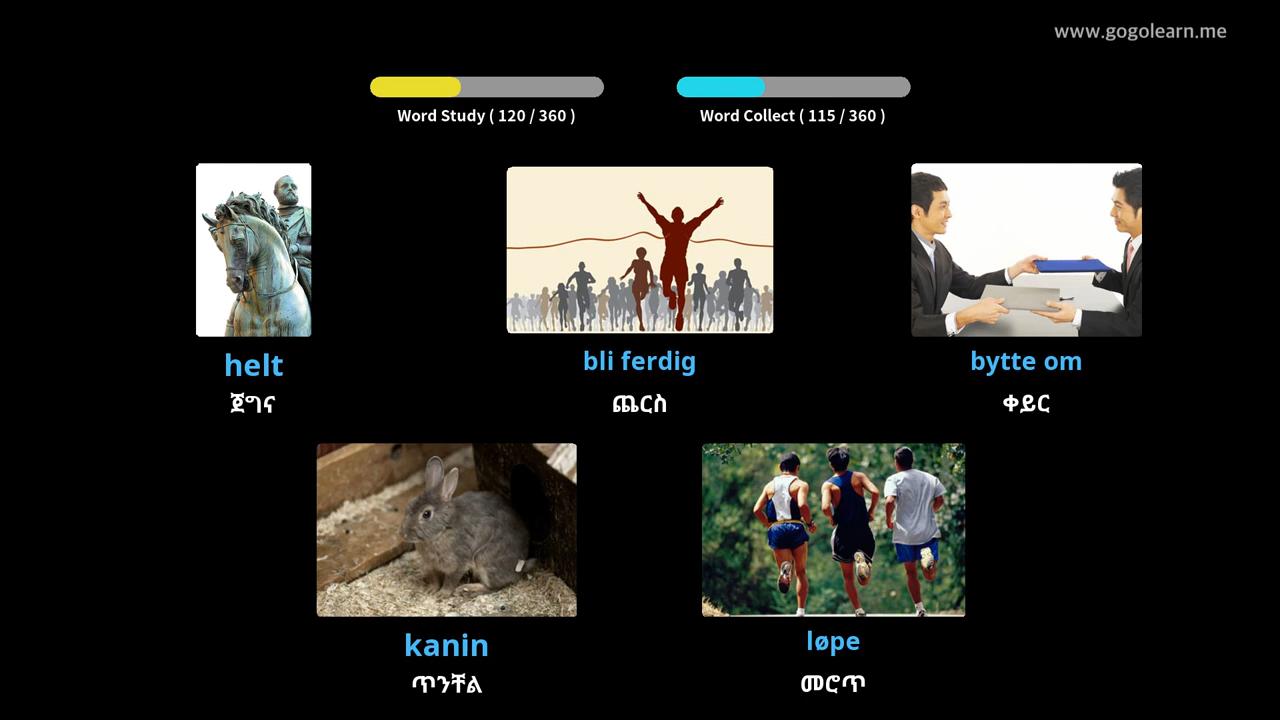 www.gogolearn.me
Word Study ( 120 / 360 )
Word Collect ( 115 / 360 )
helt
ጀግና
bli ferdig
ጨርስ
bytte om
ቀይር
kanin
ጥንቸል
løpe
መሮጥ